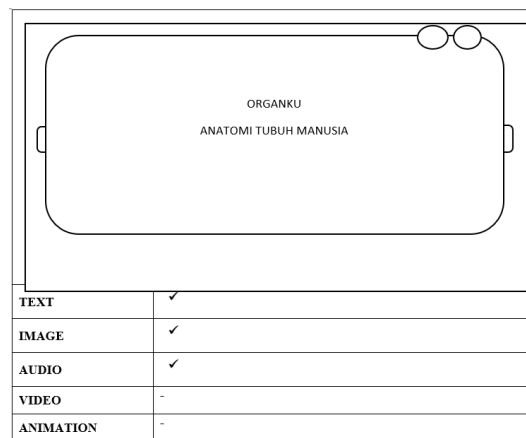 ORGANKU
ANATOMI TUBUH MANUSIA
TEXT ✓
IMAGE ✓
AUDIO ✓
VIDEO -
ANIMATION -